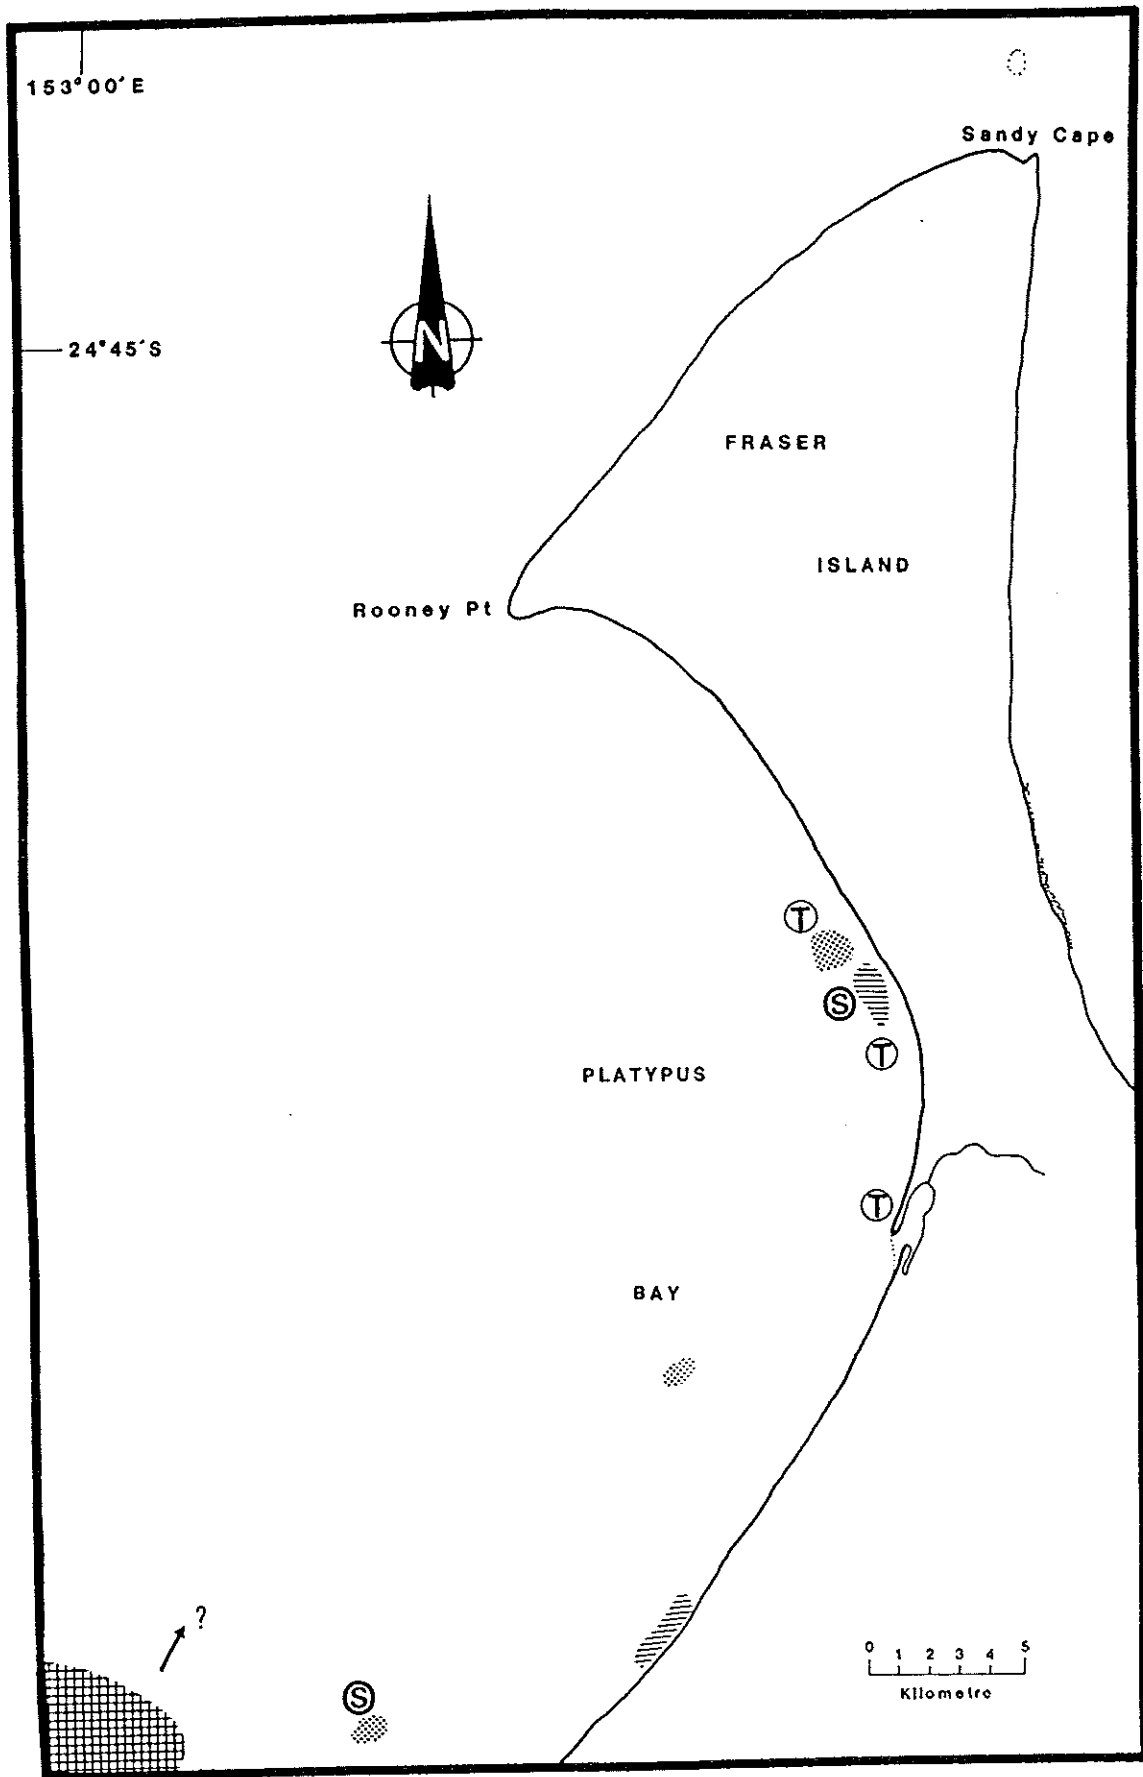 153°00'E
Sandy Cape
N
24°45'S
FRASER
ISLAND
Rooney Pt
T
S
T
PLATYPUS
T
BAY
?
0 1 2 3 4 5
Kilometre
S